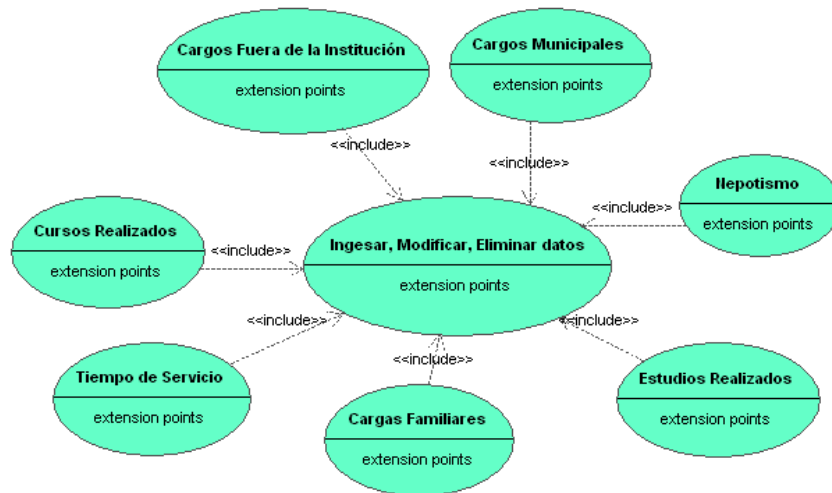 Cargos Fuera de la Institución
extension points
Cargos Municipales
extension points
<<include>>
<<include>>
Nepotismo
extension points
<<include>>
Cursos Realizados
extension points
<<include>>
Ingesar, Modificar, Eliminar datos
extension points
<<include>>
<<include>>
<<include>>
Tiempo de Servicio
extension points
Cargas Familiares
extension points
Estudios Realizados
extension points